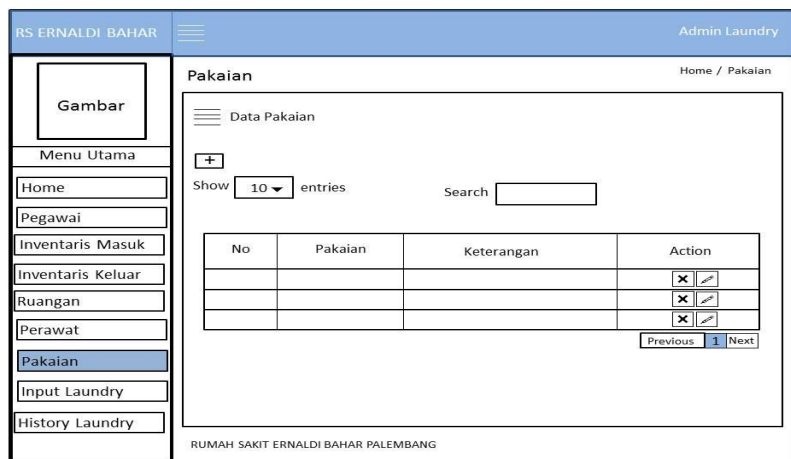 RS ERNALDI BAHAR
Admin Laundry
Gambar
Menu Utama
Home
Pegawai
Inventaris Masuk
Inventaris Keluar
Ruangan
Perawat
Pakaian
Input Laundry
History Laundry
Pakaian
Home / Pakaian
Data Pakaian
+
Show 10 entries
Search
No Pakaian Keterangan Action
Previous 1 Next
RUMAH SAKIT ERNALDI BAHAR PALEMBANG